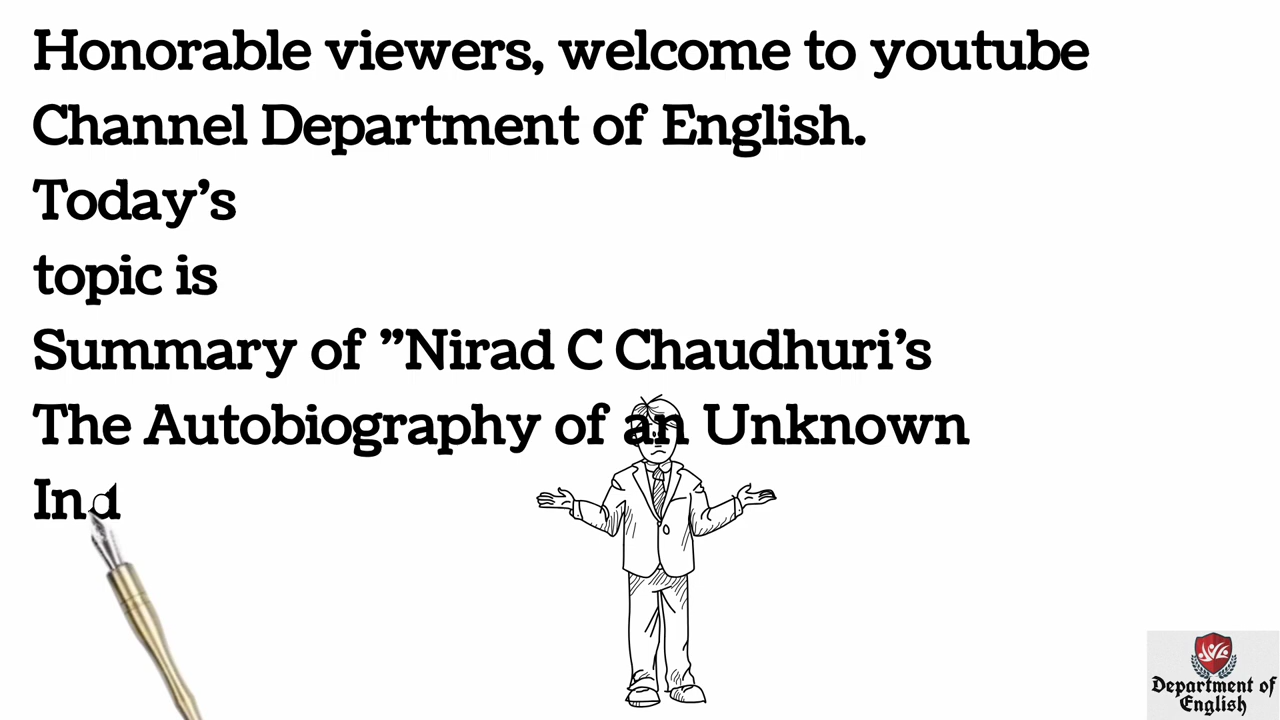 Honorable viewers, welcome to youtube
Channel Department of English.
Today's
topic is
Summary of ”Nirad C Chaudhuri’s
The Autobiography of an Unknown
Ind
Department of
English